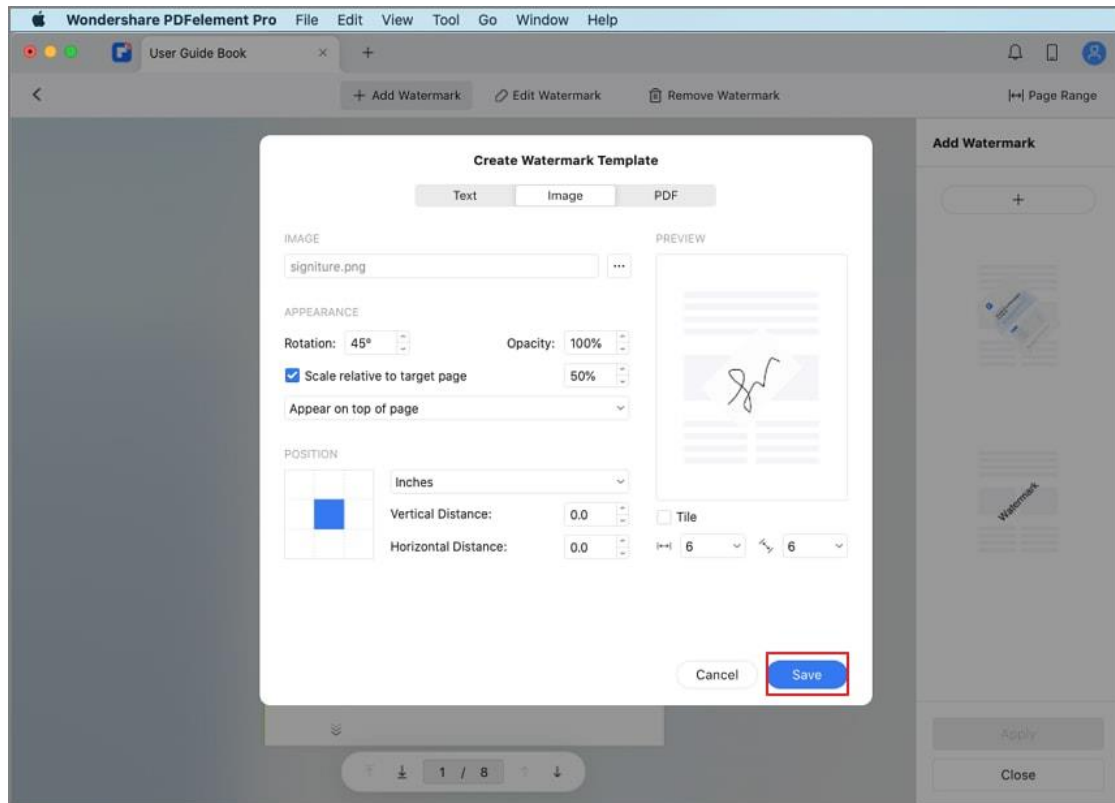 Wondershare PDFelement Pro File Edit View Tool Go Window Help
User Guide Book
+ Add Watermark Edit Watermark Remove Watermark Page Range
Create Watermark Template
Text Image PDF
IMAGE
signiture.png ...
APPEARANCE
Rotation: 45° Opacity: 100%
Scale relative to target page 50%
Appear on top of page
POSITION
Inches
Vertical Distance: 0.0
Horizontal Distance: 0.0
PREVIEW
Tile
6 6
Cancel Save
1 / 8
Add Watermark
+
Watermark
Apply
Close